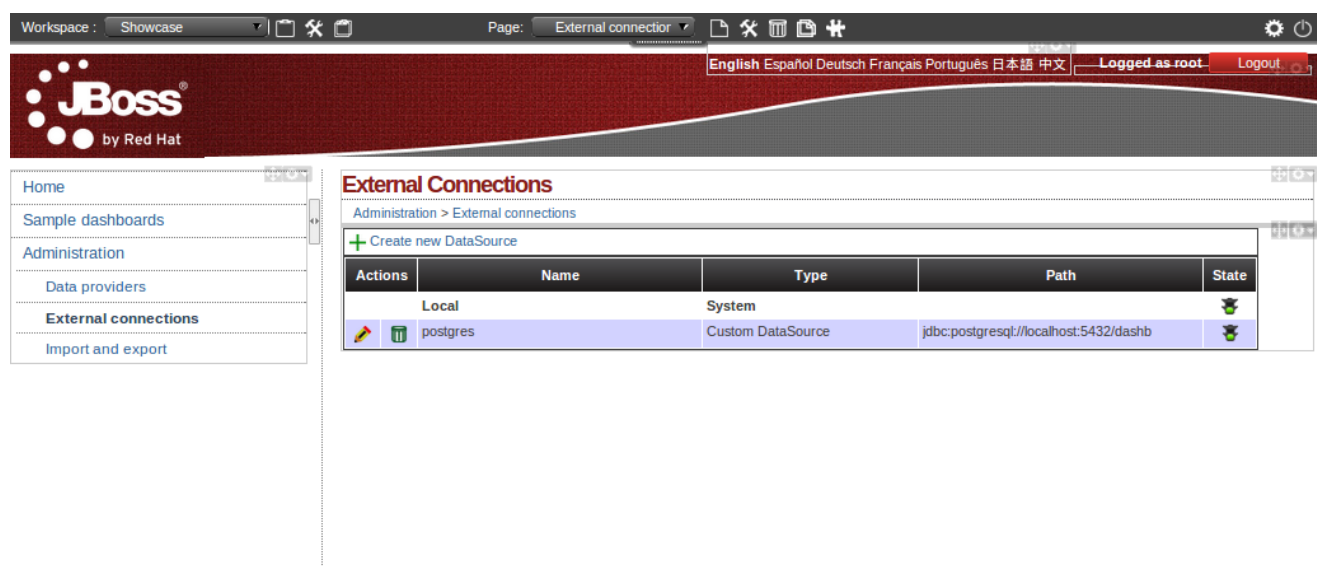 Workspace : Showcase Page: External connection
English Español Deutsch Français Português 日本語 中文 Logged as root Logout
JBoss®
by Red Hat
Home
Sample dashboards
Administration
Data providers
External connections
Import and export
External Connections
Administration > External connections
Create new DataSource
Actions Name Type Path State
Local System
postgres Custom DataSource jdbc:postgresql://localhost:5432/dashb